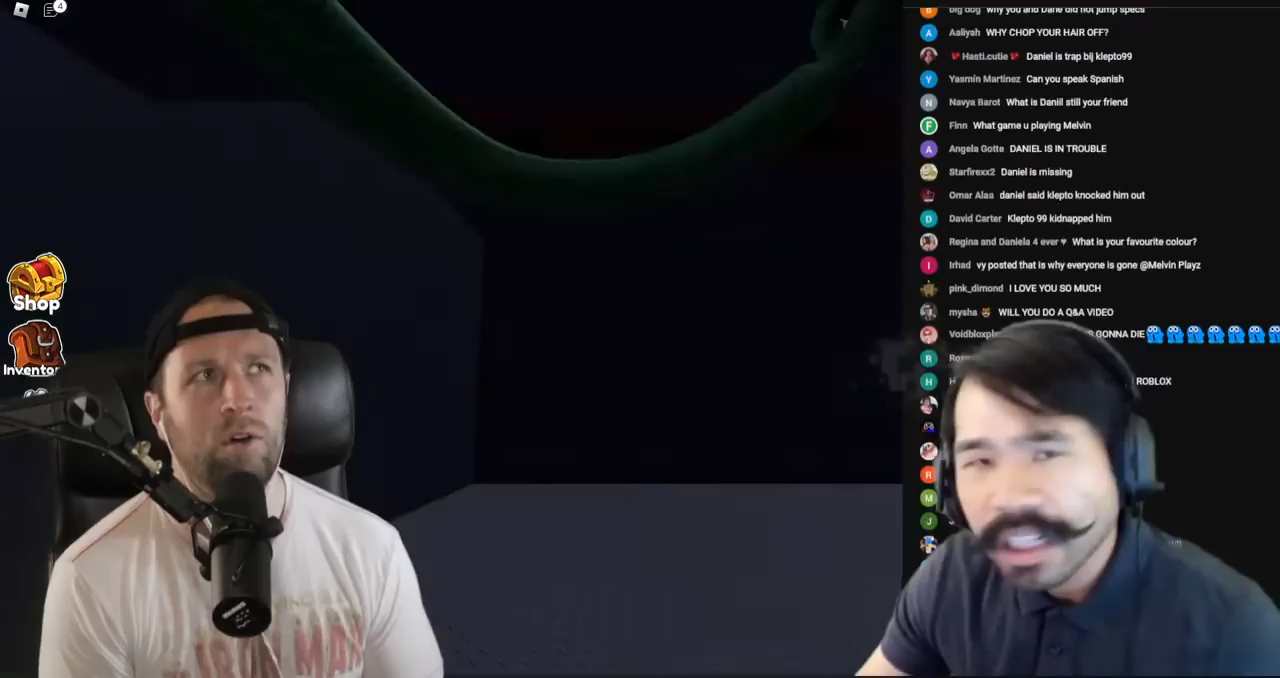 4
big dog why you and Dane did not jump specs
A Aaliyah WHY CHOP YOUR HAIR OFF?
Hasti.cutie Daniel is trap bij klepto99
Y Yasmin Martinez Can you speak Spanish
N Navya Barot What is Daniil still your friend
F Finn What game u playing Melvin
A Angela Gotte DANIEL IS IN TROUBLE
Starfirexx2 Daniel is missing
Omar Alaa daniel said klepto knocked him out
D David Carter Klepto 99 kidnapped him
Regina and Daniela 4 ever ♥ What is your favourite colour?
I Irhad vy posted that is why everyone is gone @Melvin Playz
pink_dimond I LOVE YOU SO MUCH
mysha WILL YOU DO A Q&A VIDEO
GONNA DIE
R
H ROBLOX
R
M
J
Shop
IRON MAN